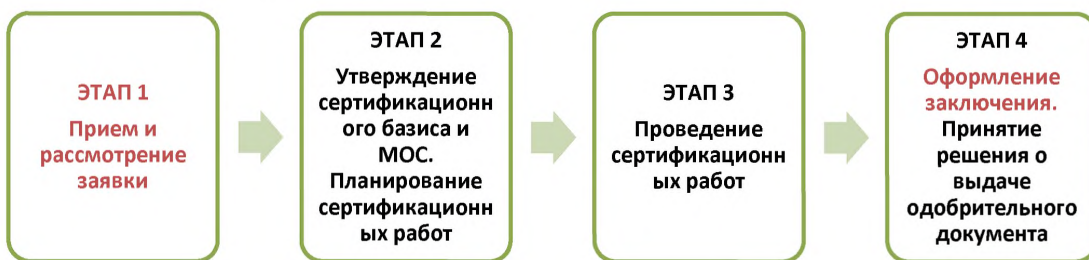 ЭТАП 1
Прием и
рассмотрение
заявки
ЭТАП 2
Утверждение
сертификационн
ого базиса и
МОС.
Планирование
сертификационн
ых работ
ЭТАП 3
Проведение
сертификационн
ых работ
ЭТАП 4
Оформление
заключения.
Принятие
решения о
выдаче
одобрительного
документа